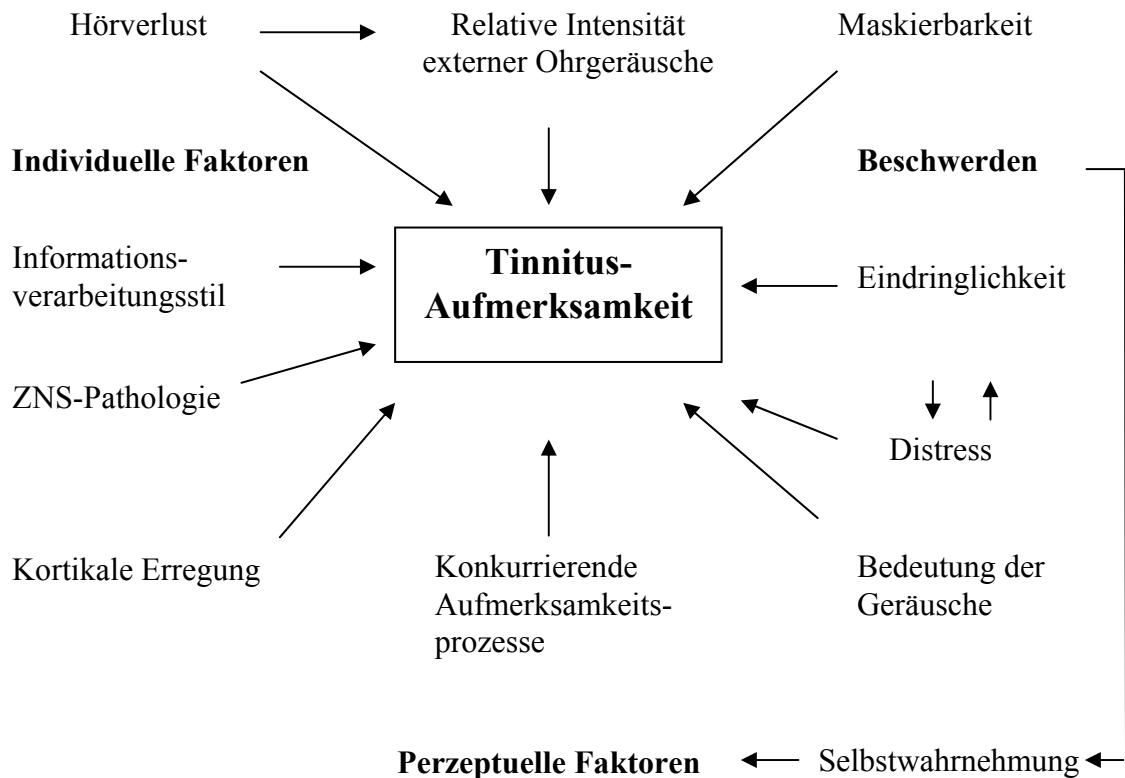 Hörverlust
Relative Intensität
externer Ohrgeräusche
Maskierbarkeit
Individuelle Faktoren
Beschwerden
Informations-
verarbeitungsstil
Tinnitus-
Aufmerksamkeit
Eindringlichkeit
ZNS-Pathologie
Distress
Kortikale Erregung
Konkurrierende
Aufmerksamkeits-
prozesse
Bedeutung der
Geräusche
Perzeptuelle Faktoren
Selbstwahrnehmung